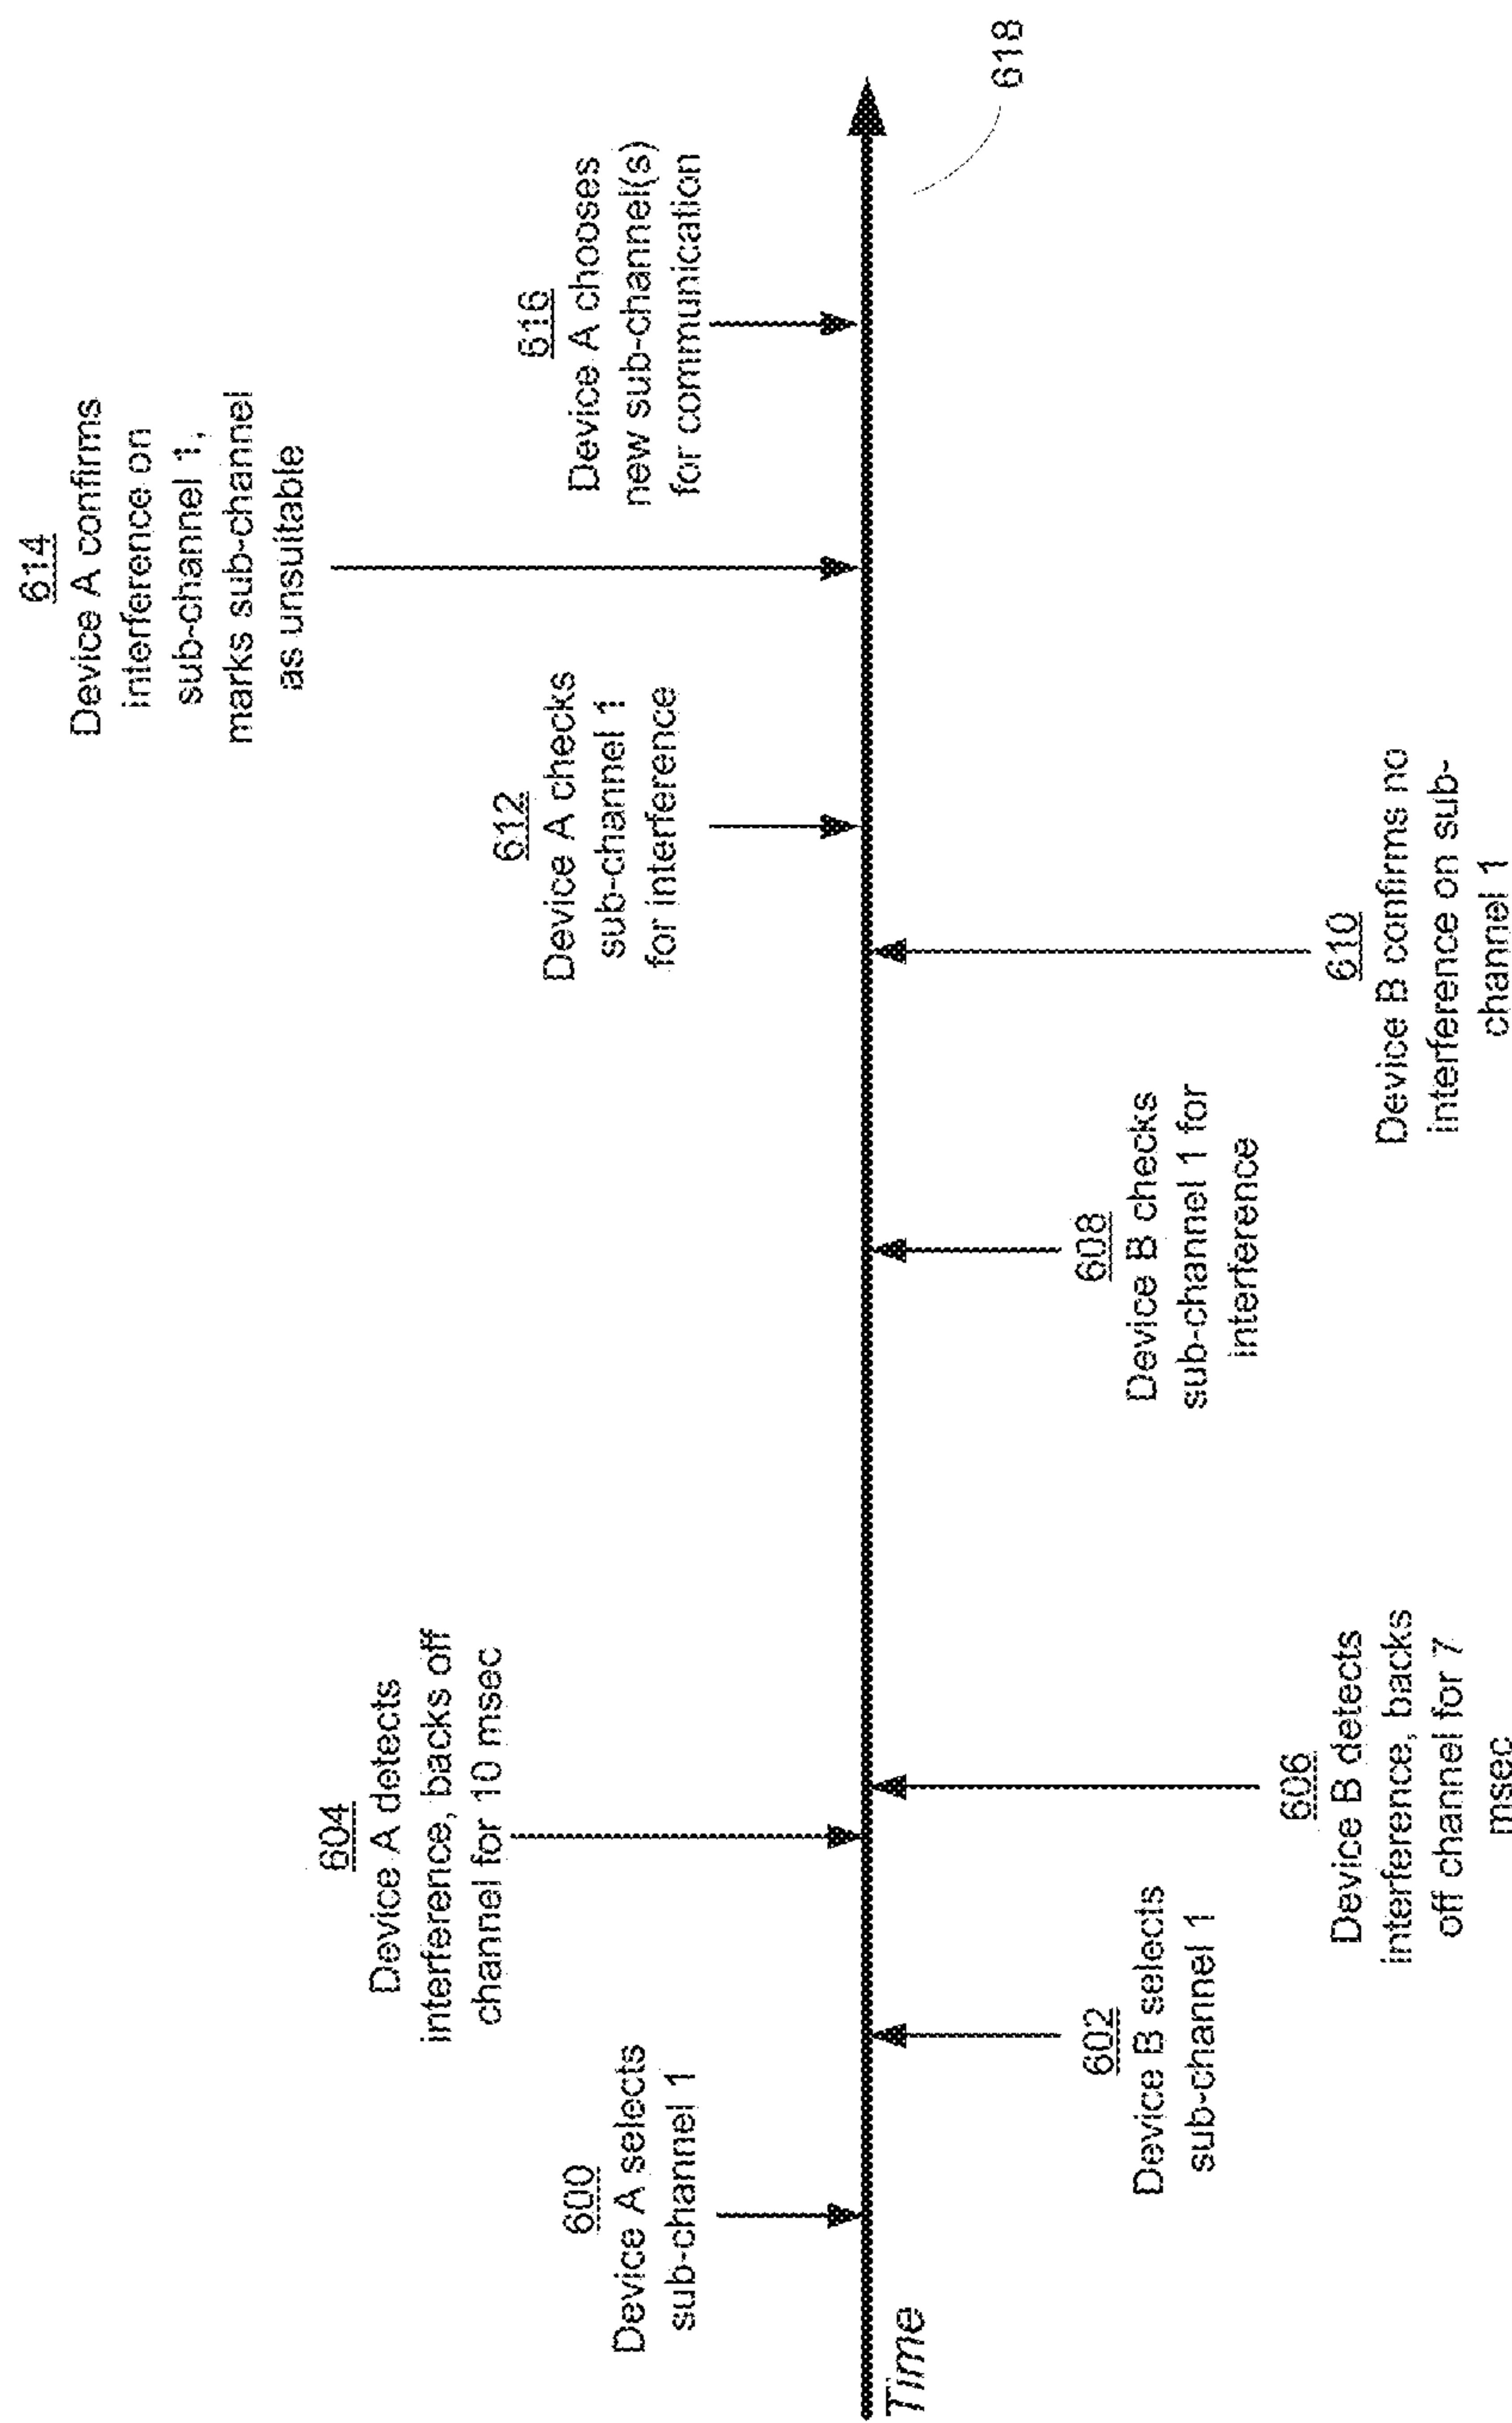 600
Device A selects
sub-channel 1
602
Device B selects
sub-channel 1
604
Device A detects
interference, backs off
channel for 10 msec
606
Device B detects
interference, backs
off channel for 7
msec
608
Device B checks
sub-channel 1 for
interference
610
Device B confirms no
interference on sub-
channel 1
612
Device A checks
sub-channel 1
for interference
614
Device A confirms
interference on
sub-channel 1,
marks sub-channel
as unsuitable
616
Device A chooses
new sub-channel(s)
for communication
Time
618